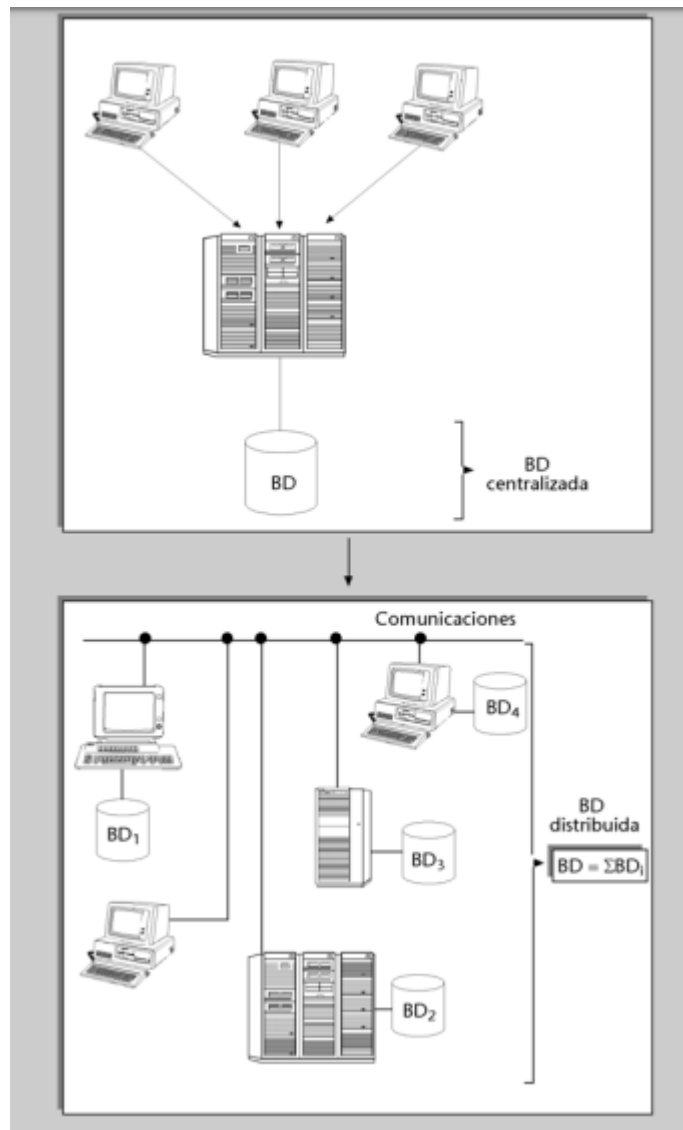 BD
BD
centralizada
Comunicaciones
BD₄
BD₁
BD₃
BD
distribuida
BD = ΣBDᵢ
BD₂